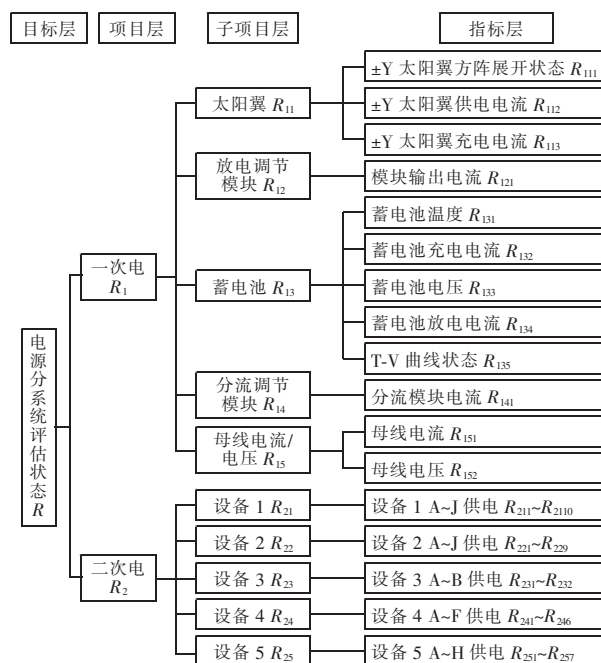 目标层 项目层 子项目层 指标层
±Y 太阳翼方阵展开状态 R111
太阳翼 R11
±Y 太阳翼供电电流 R112
±Y 太阳翼充电电流 R113
放电调节
模块 R12
模块输出电流 R121
蓄电池温度 R131
蓄电池充电电流 R132
一次电
R1
蓄电池 R13
蓄电池电压 R133
蓄电池放电电流 R134
T-V 曲线状态 R135
分流调节
模块 R14
分流模块电流 R141
母线电流/
电压 R15
母线电流 R151
母线电压 R152
电源分系统评估状态 R
设备 1 R21
设备 1 A~J 供电 R211~R2110
设备 2 R22
设备 2 A~J 供电 R221~R229
二次电
R2
设备 3 R23
设备 3 A~B 供电 R231~R232
设备 4 R24
设备 4 A~F 供电 R241~R246
设备 5 R25
设备 5 A~H 供电 R251~R257